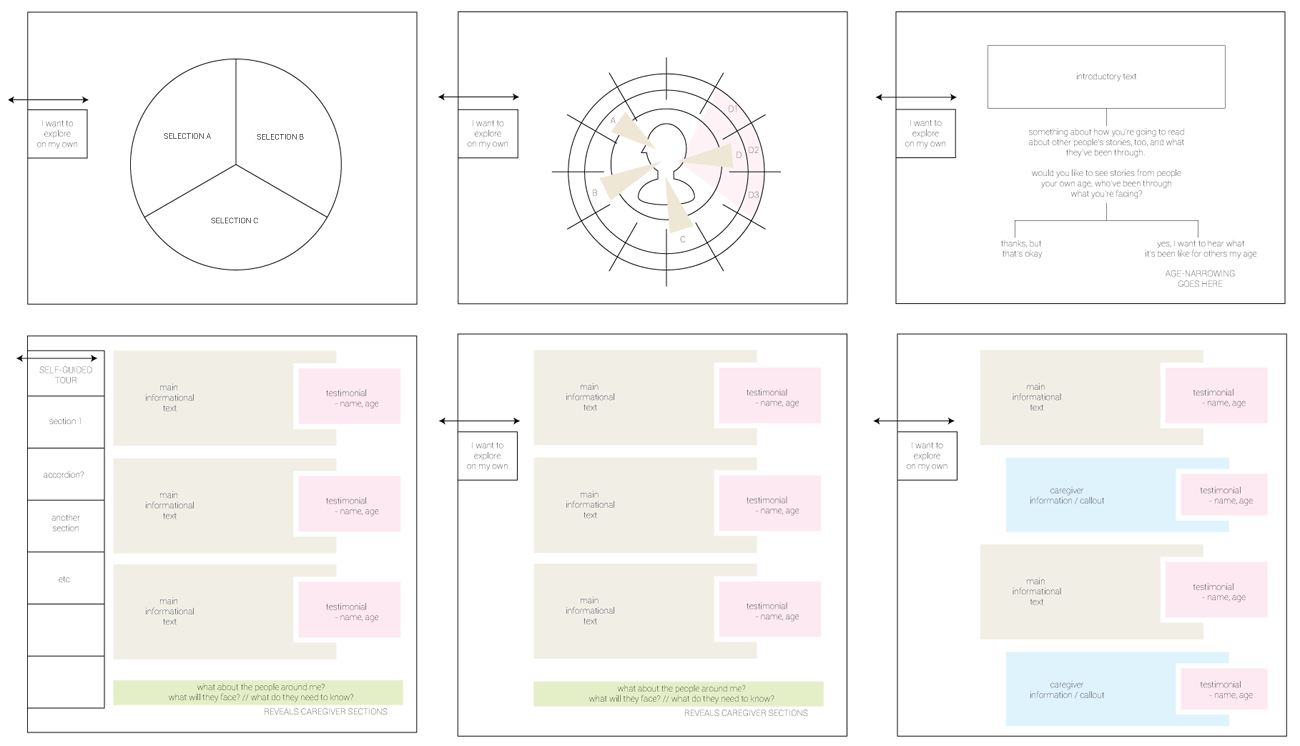 I want to
explore
on my own
SELECTION A
SELECTION B
SELECTION C
I want to
explore
on my own
A
B
C
D
D1
D2
D3
I want to
explore
on my own
introductory text
something about how you're going to read
about other people's stories, too, and what
they've been through.
would you like to see stories from people
your own age, who've been through
what you're facing?
thanks, but
that's okay
yes, I want to hear what
it's been like for others my age
AGE-NARROWING
GOES HERE
SELF-GUIDED
TOUR
section 1
accordion?
another
section
etc
main
informational
text
testimonial
- name, age
main
informational
text
testimonial
- name, age
main
informational
text
testimonial
- name, age
what about the people around me?
what will they face? // what do they need to know?
REVEALS CAREGIVER SECTIONS
I want to
explore
on my own
main
informational
text
testimonial
- name, age
main
informational
text
testimonial
- name, age
main
informational
text
testimonial
- name, age
what about the people around me?
what will they face? // what do they need to know?
REVEALS CAREGIVER SECTIONS
I want to
explore
on my own
main
informational
text
testimonial
- name, age
caregiver
information / callout
testimonial
- name, age
main
informational
text
testimonial
- name, age
caregiver
information / callout
testimonial
- name, age